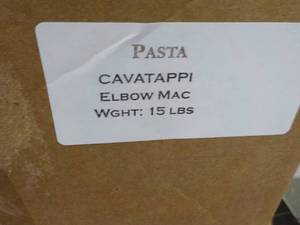 PASTA
CAVATAPPI
ELBOW MAC
WGHT: 15 LBS